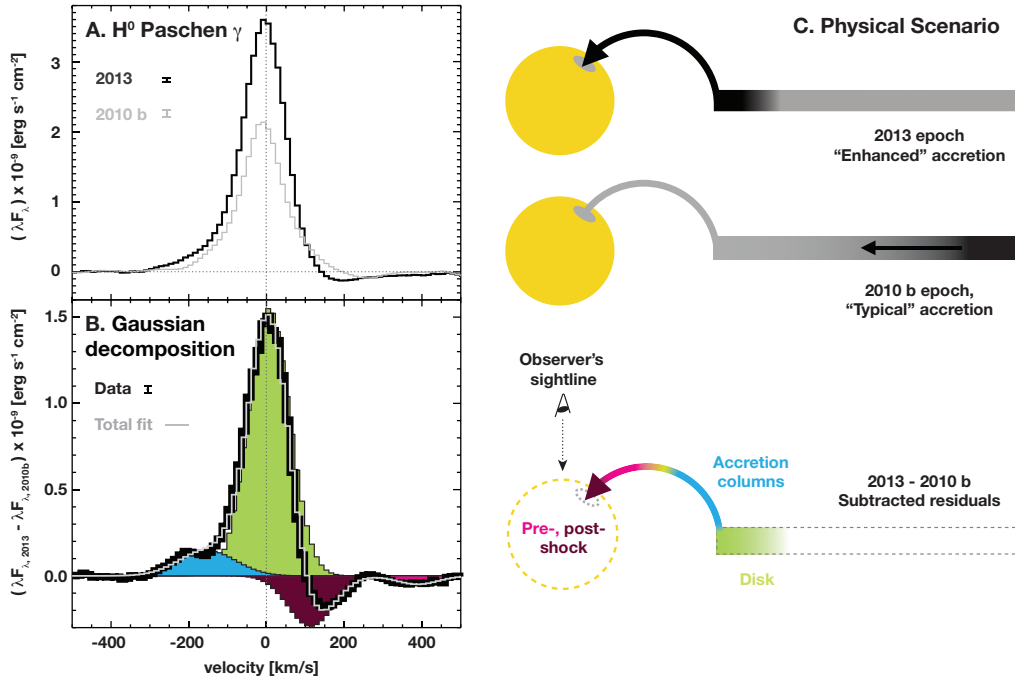 A. H⁰ Paschen γ
2013
2010 b
( λF_λ ) x 10⁻⁹ [erg s⁻¹ cm⁻²]
3
2
1
0
B. Gaussian
decomposition
Data
Total fit
( λF_λ, 2013 - λF_λ, 2010b ) x 10⁻⁹ [erg s⁻¹ cm⁻²]
1.5
1.0
0.5
0.0
-400 -200 0 200 400
velocity [km/s]
C. Physical Scenario
2013 epoch
“Enhanced” accretion
2010 b epoch,
“Typical” accretion
Observer's
sightline
Accretion
columns
2013 - 2010 b
Subtracted residuals
Pre-, post-
shock
Disk